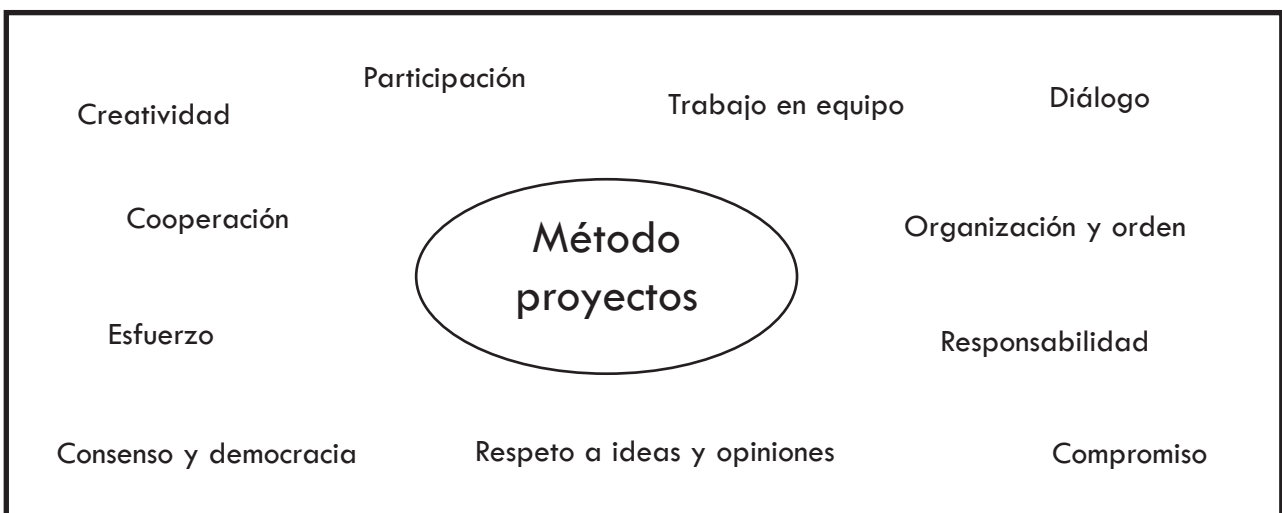 Participación
Creatividad
Trabajo en equipo
Diálogo
Cooperación
Método
proyectos
Organización y orden
Esfuerzo
Responsabilidad
Consenso y democracia
Respeto a ideas y opiniones
Compromiso